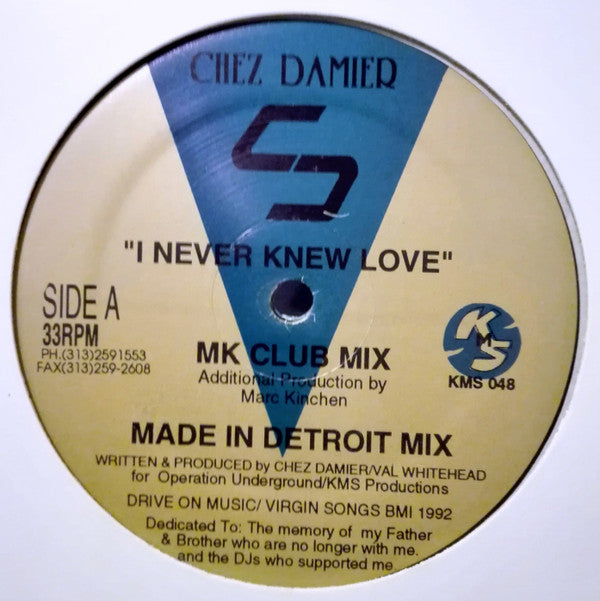 CHEZ DAMIER
CD
"I NEVER KNEW LOVE"
SIDE A
33RPM
PH.(313)2591553
FAX(313)259-2608
KMS
KMS 048
MK CLUB MIX
Additional Production by
Marc Kinchen
MADE IN DETROIT MIX
WRITTEN & PRODUCED by CHEZ DAMIER/VAL WHITEHEAD
for Operation Underground/KMS Productions
DRIVE ON MUSIC/ VIRGIN SONGS BMI 1992
Dedicated To: The memory of my Father
& Brother who are no longer with me.
and the DJs who supported me.